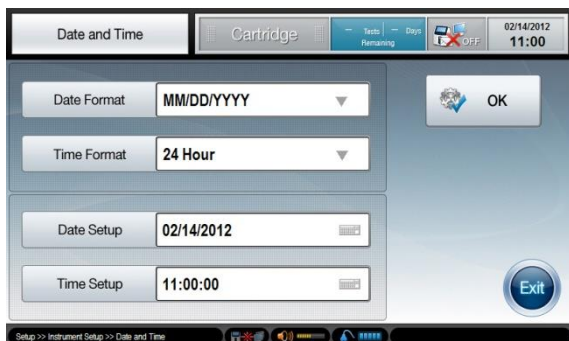 Date and Time
Cartridge
– Tests – Days
Remaining
OFF
02/14/2012
11:00
Date Format
MM/DD/YYYY
OK
Time Format
24 Hour
Date Setup
02/14/2012
Time Setup
11:00:00
Exit
Setup >> Instrument Setup >> Date and Time